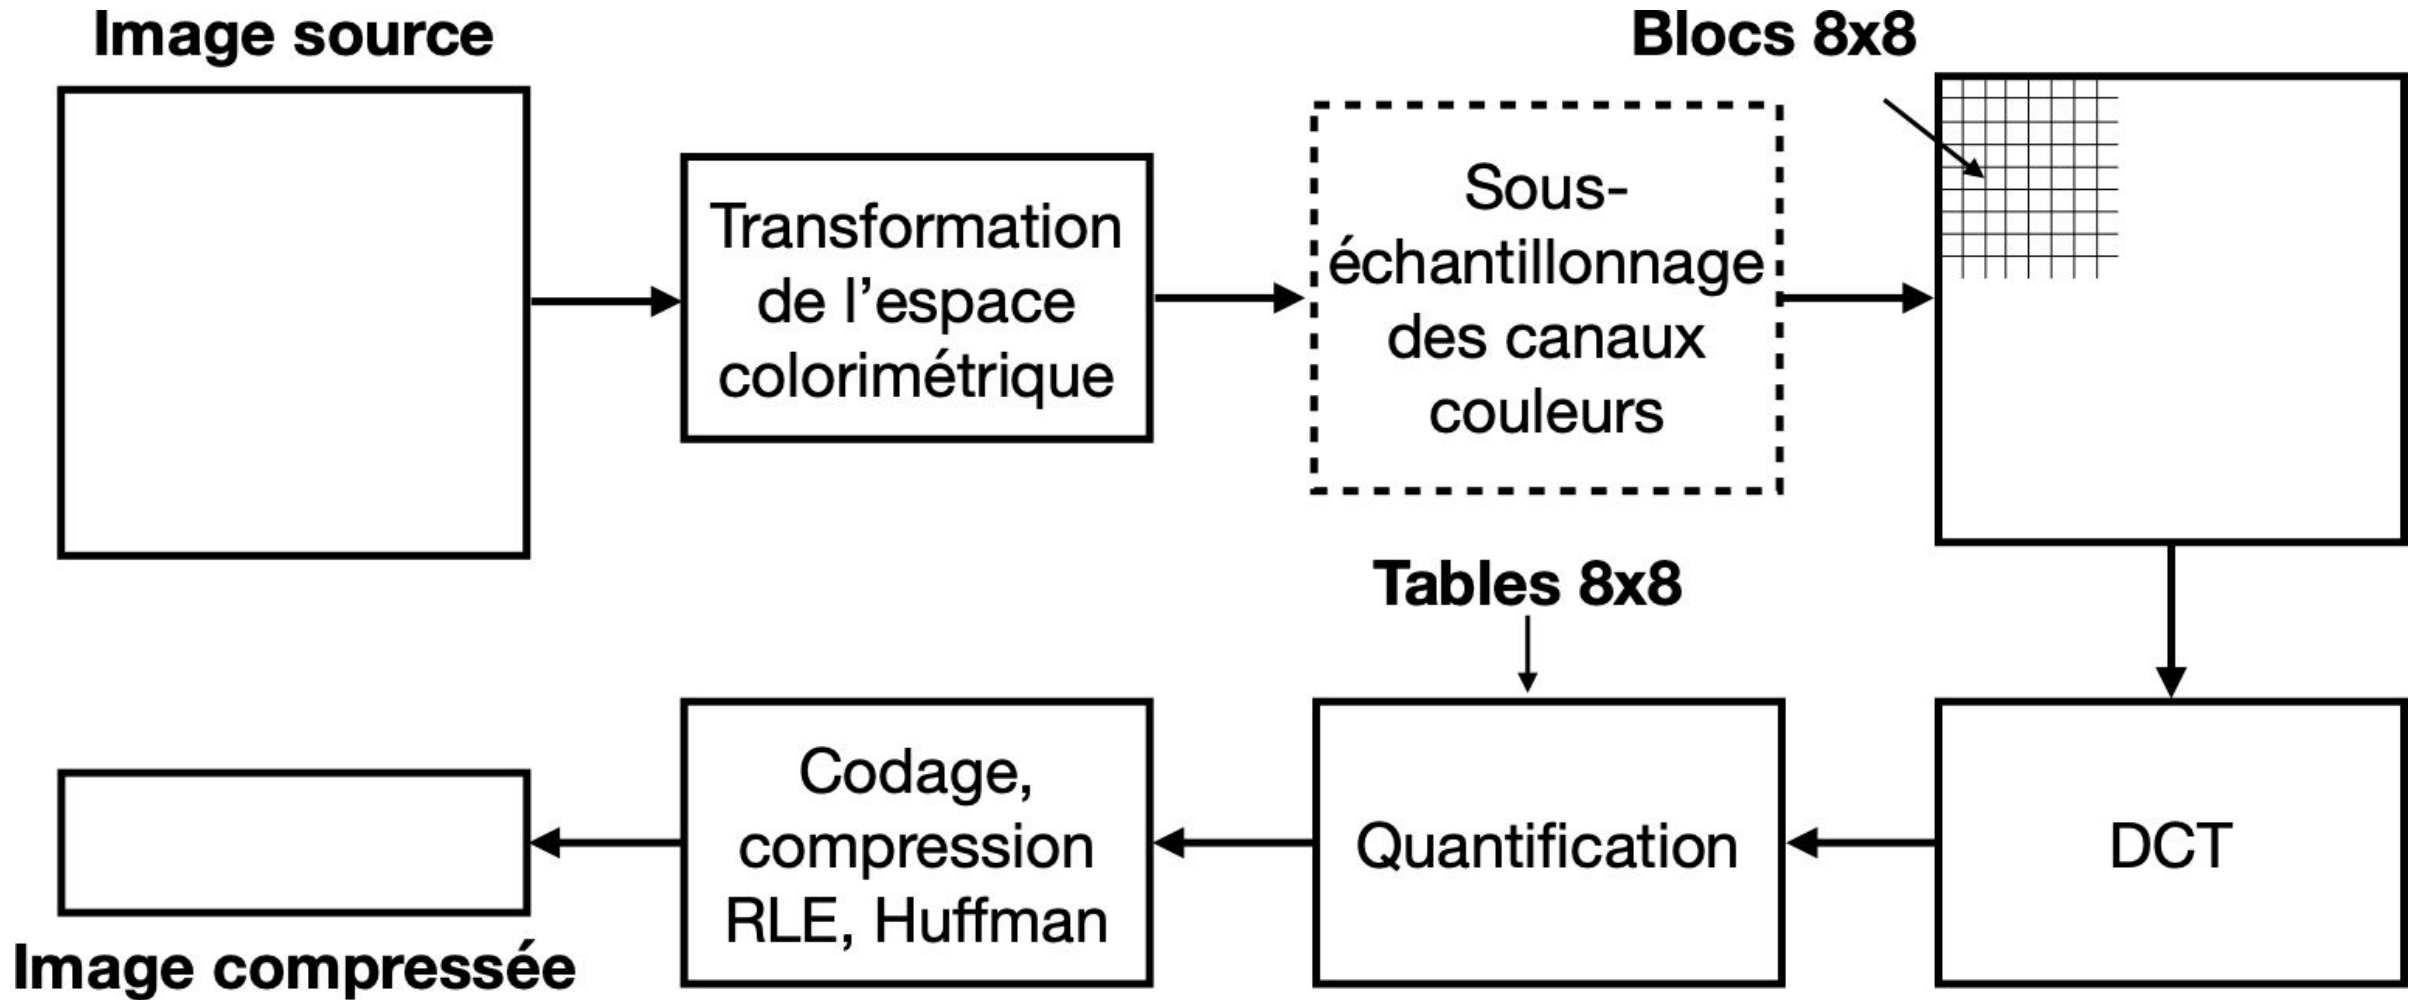 Image source
Blocs 8x8
Transformation
de l’espace
colorimétrique
Sous-
échantillonnage
des canaux
couleurs
Tables 8x8
DCT
Quantification
Codage,
compression
RLE, Huffman
Image compressée